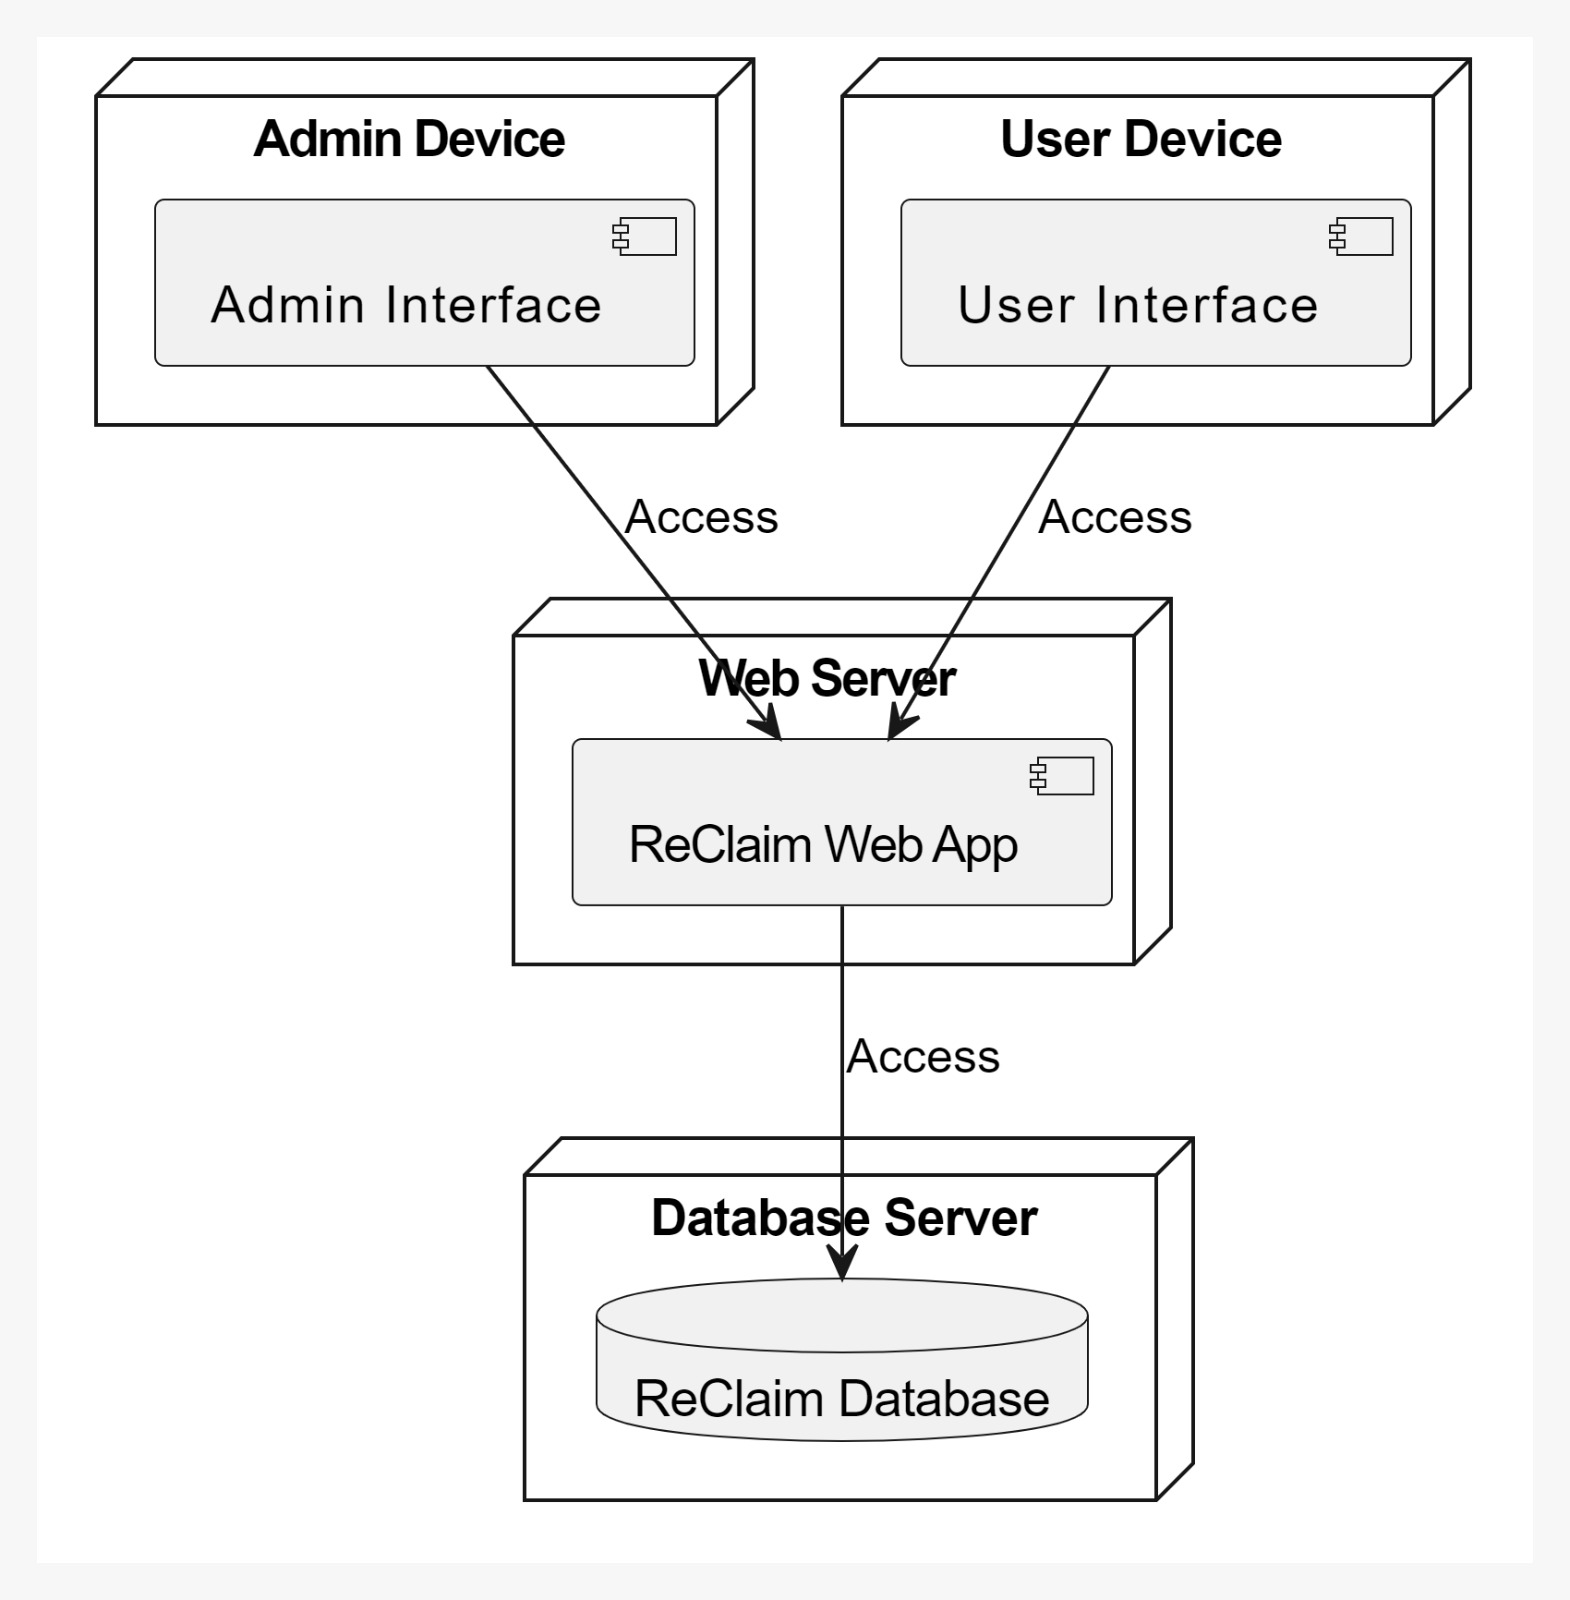 Admin Device
User Device
Admin Interface
User Interface
Access
Access
Web Server
ReClaim Web App
Access
Database Server
ReClaim Database